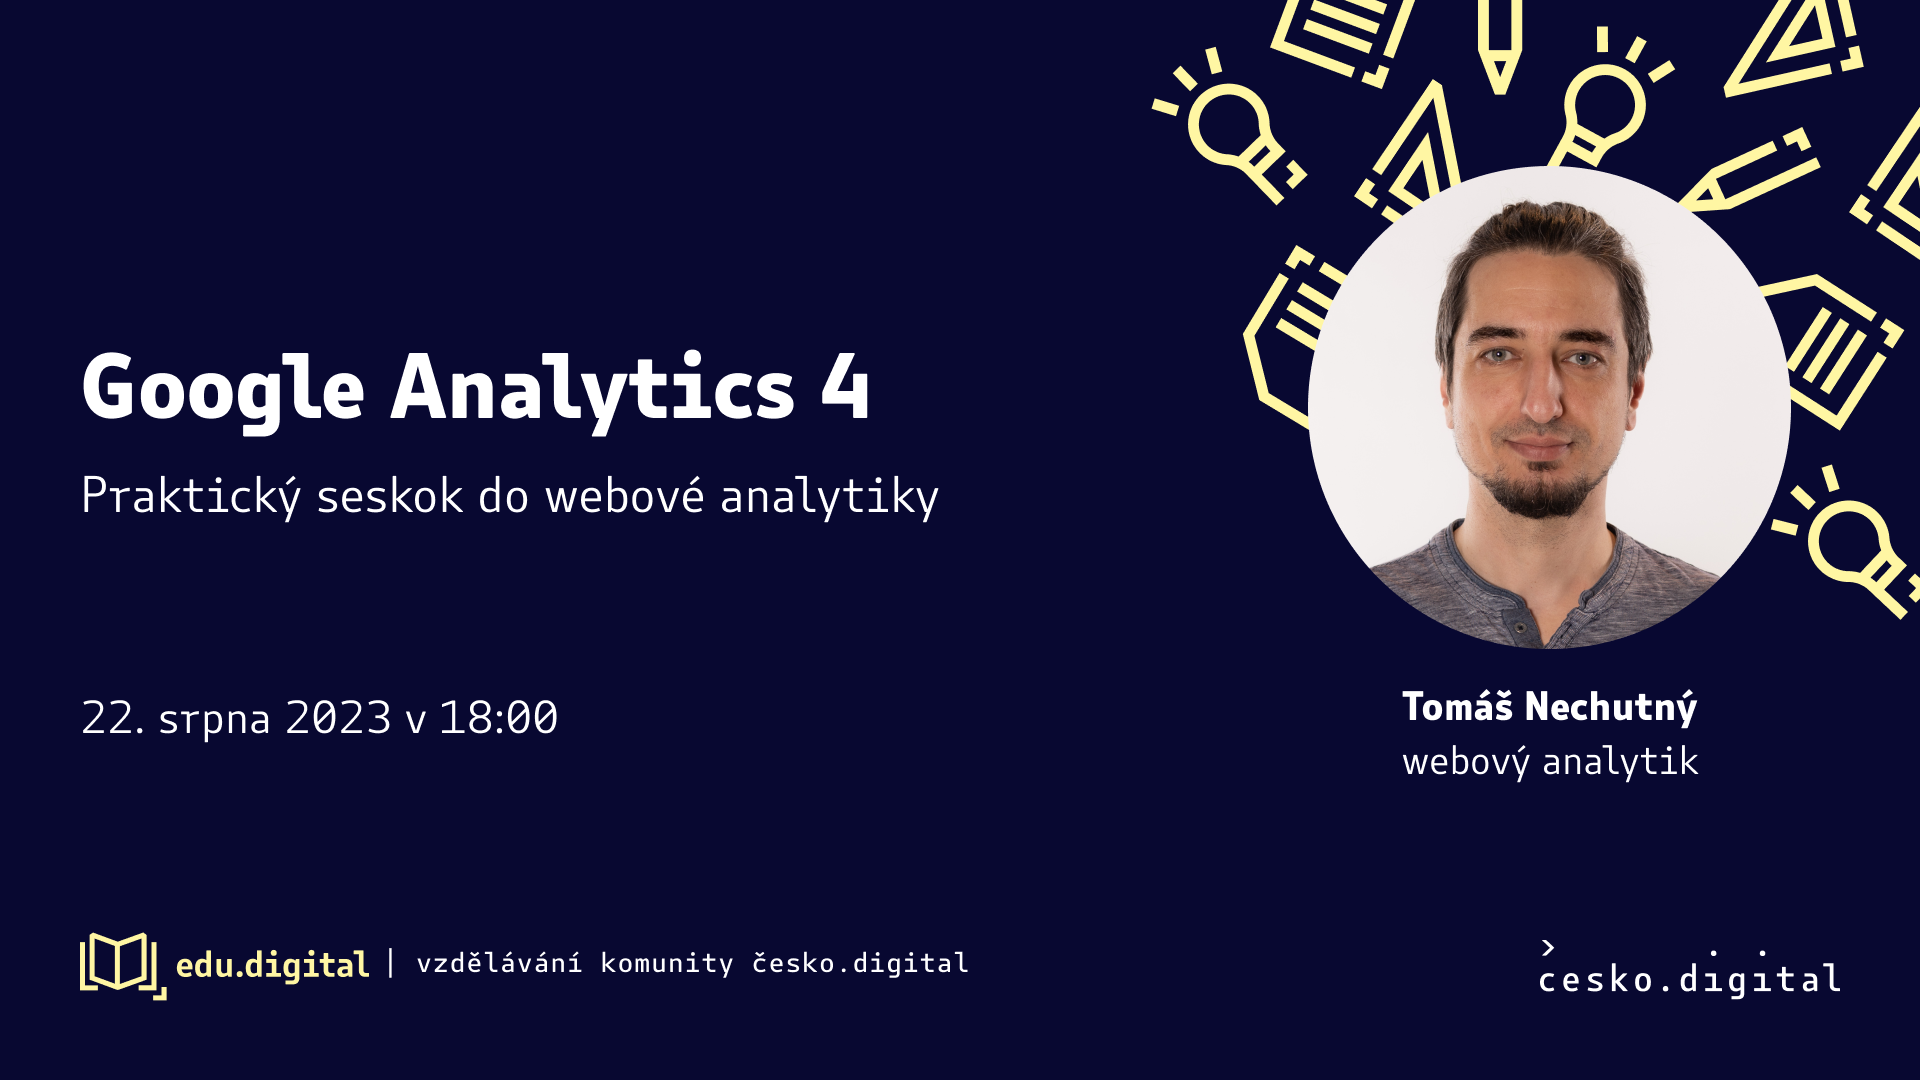 Google Analytics 4
Praktický seskok do webové analytiky
22. srpna 2023 v 18:00
Tomáš Nechutný
webový analytik
edu.digital | vzdělávání komunity česko.digital
česko.digital